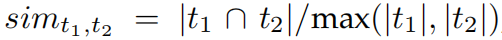 sim_{t_1,t_2} = |t_1 ∩ t_2|/max(|t_1|, |t_2|)